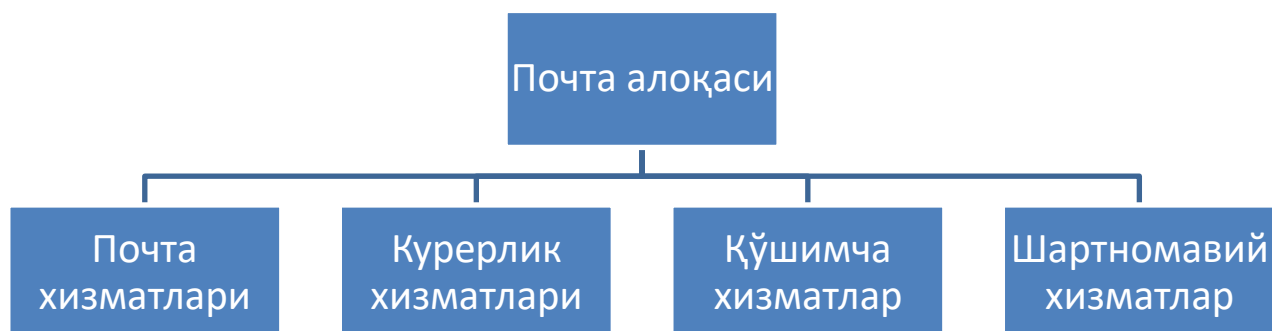 Почта алоқаси
Почта
хизматлари
Курерлик
хизматлари
Қўшимча
хизматлар
Шартномавий
хизматлар